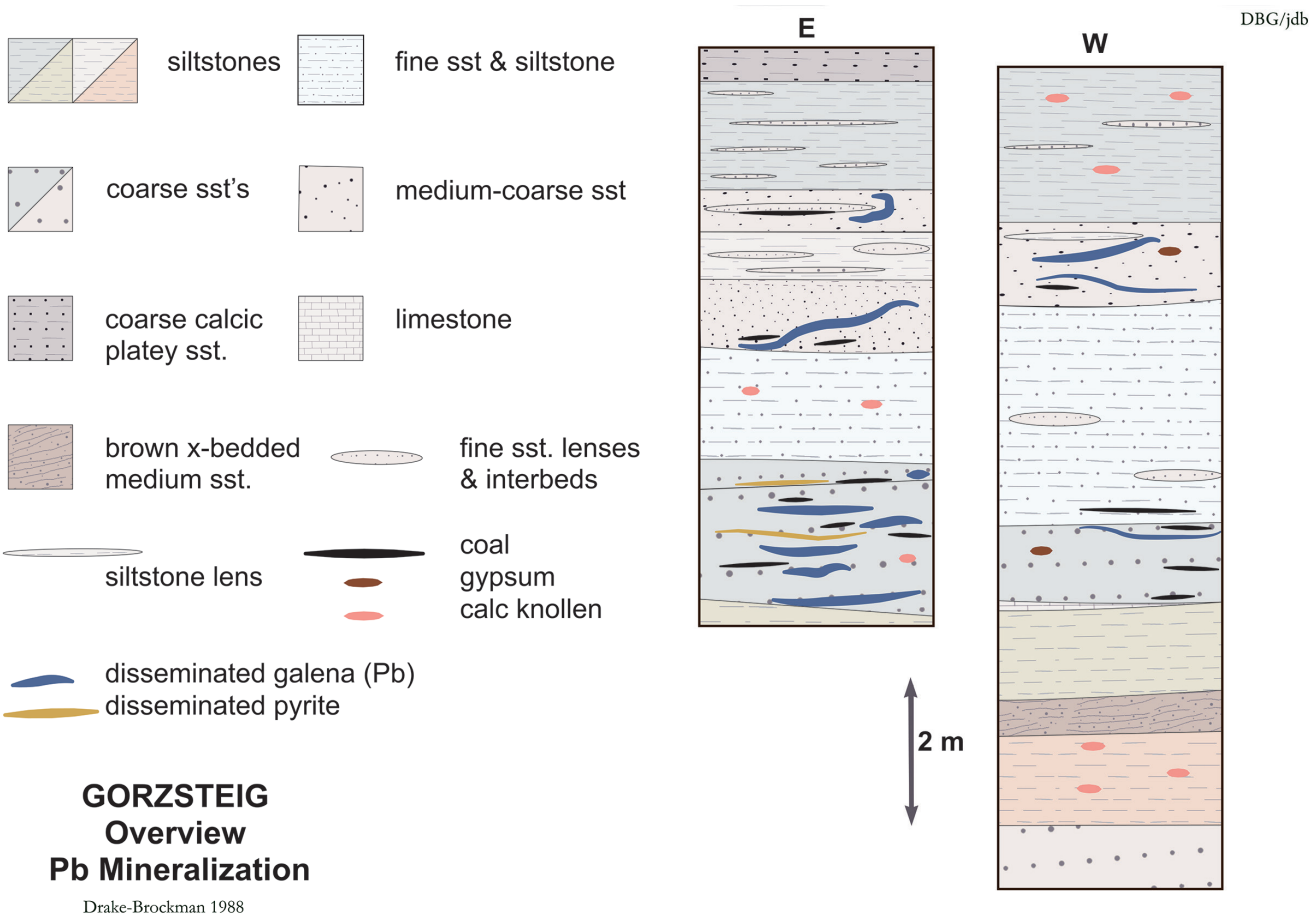 DBG/jdb
E
W
siltstones
fine sst & siltstone
coarse sst's
medium-coarse sst
coarse calcic
platey sst.
limestone
brown x-bedded
medium sst.
fine sst. lenses
& interbeds
siltstone lens
coal
gypsum
calc knollen
disseminated galena (Pb)
disseminated pyrite
2 m
GORZSTEIG
Overview
Pb Mineralization
Drake-Brockman 1988